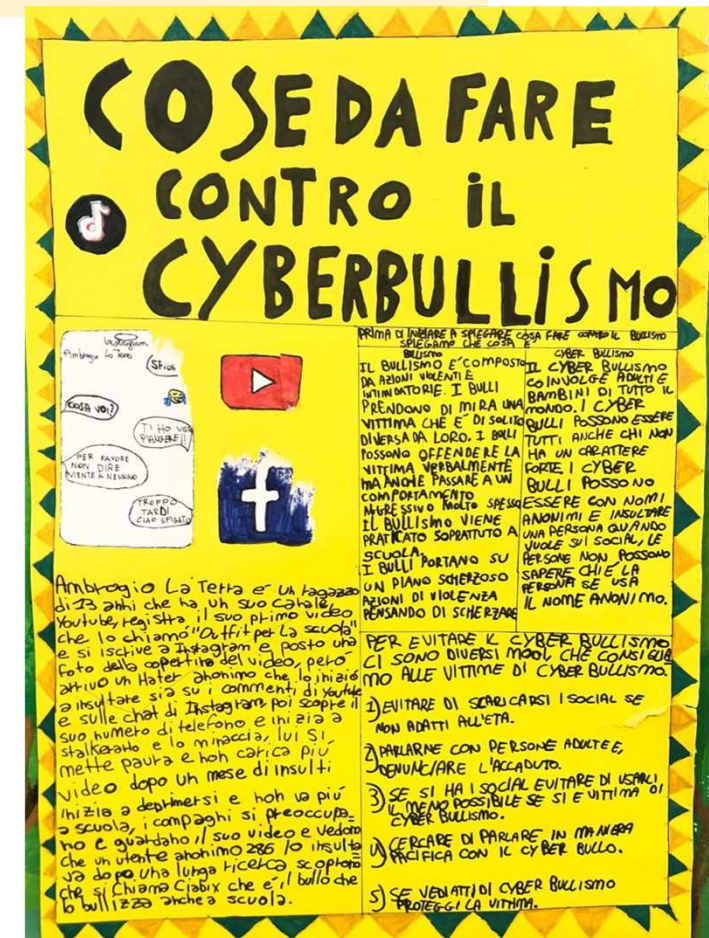 COSE DA FARE
CONTRO IL
CYBERBULLISMO
Instagram
Ambrogio La Terra
COSA VUOI?
TI HO
PIANGERE!!
PER FAVORE
NON DIRE
NIENTE A NESSUNO
TROPPO
TARDI
CIAO SFIGATO
f
Ambrogio La Terra é un ragazzo
di 13 anni che ha un suo canale
Youtube, registra il suo primo video
che lo chiamo "Outfit per La scuola"
e si iscrive a Instagram e posto una
foto della copertina del video, però
arrivo un Hater anonimo che lo inizió
a insultare sia su i commenti di Youtube
e sulle chat di Instagram poi scopre il
suo numero di telefono e inizia a
stalkerarlo e lo minaccia, lui si
mette paura e non carica più
video dopo un mese di insulti
inizia a deprimersi e non va più
a scuola, i compagni si preoccupa=
no e guardano il suo video e vedono
che un utente anonimo 286 lo insulta
va dopo una lunga ricerca scoprono
che si chiama Ciabix che é il bullo che
lo bullizza anche a scuola.
PRIMA DI INIZIARE A SPIEGARE COSA FARE CONTRO IL BULLISMO
SPIEGAMO CHE COSA È
BULLISMO
IL BULLISMO E' COMPOSTO
DA AZIONI VIOLENTI E
INTIMIDATORIE. I BULLI
PRENDONO DI MIRA UNA
VITTIMA CHE E' DI SOLITO
DIVERSA DA LORO. I BULLI
POSSONO OFFENDERE LA
VITTIMA VERBALMENTE
MA ANCHE PASSARE A UN
COMPORTAMENTO
AGRESSIVO MOLTO SPESSO
IL BULLISMO VIENE
PRATICATO SOPRATTUTO A
SCUOLA.
I BULLI PORTANO SU
UN PIANO SCHERZOSO
AZIONI DI VIOLENZA
PENSANDO DI SCHERZARE
CYBER BULLISMO
IL CYBER BULLISMO
COINVOLGE ADULTI E
BAMBINI DI TUTTO IL
MONDO. I CYBER
BULLI POSSONO ESSERE
TUTTI ANCHE CHI NON
HA UN CARATTERE
FORTE. I CYBER
BULLI POSSONO
ESSERE CON NOMI
ANONIMI E INSULTARE
UNA PERSONA QUANDO
VUOLE SUI SOCIAL, LE
PERSONE NON POSSONO
SAPERE CHI E' LA
PERSONA SE USA
IL NOME ANONIMO.
PER EVITARE IL CYBER BULLISMO
CI SONO DIVERSI MODI, CHE CONSIGLIA
MO ALLE VITTIME DI CYBER BULLISMO.
1) EVITARE DI SCARICARSI I SOCIAL SE
NON ADATTI ALL'ETA.
2) PARLARNE CON PERSONE ADULTE E,
DENUNCIARE L'ACCADUTO.
3) SE SI HA I SOCIAL EVITARE DI USARLI
IL MENO POSSIBILE SE SI E VITTIMA DI
CYBER BULLISMO.
4) CERCARE DI PARLARE IN MANIERA
PACIFICA CON IL CYBER BULLO.
5) SE VEDI ATTI DI CYBER BULLISMO
PROTEGGI LA VITTIMA.